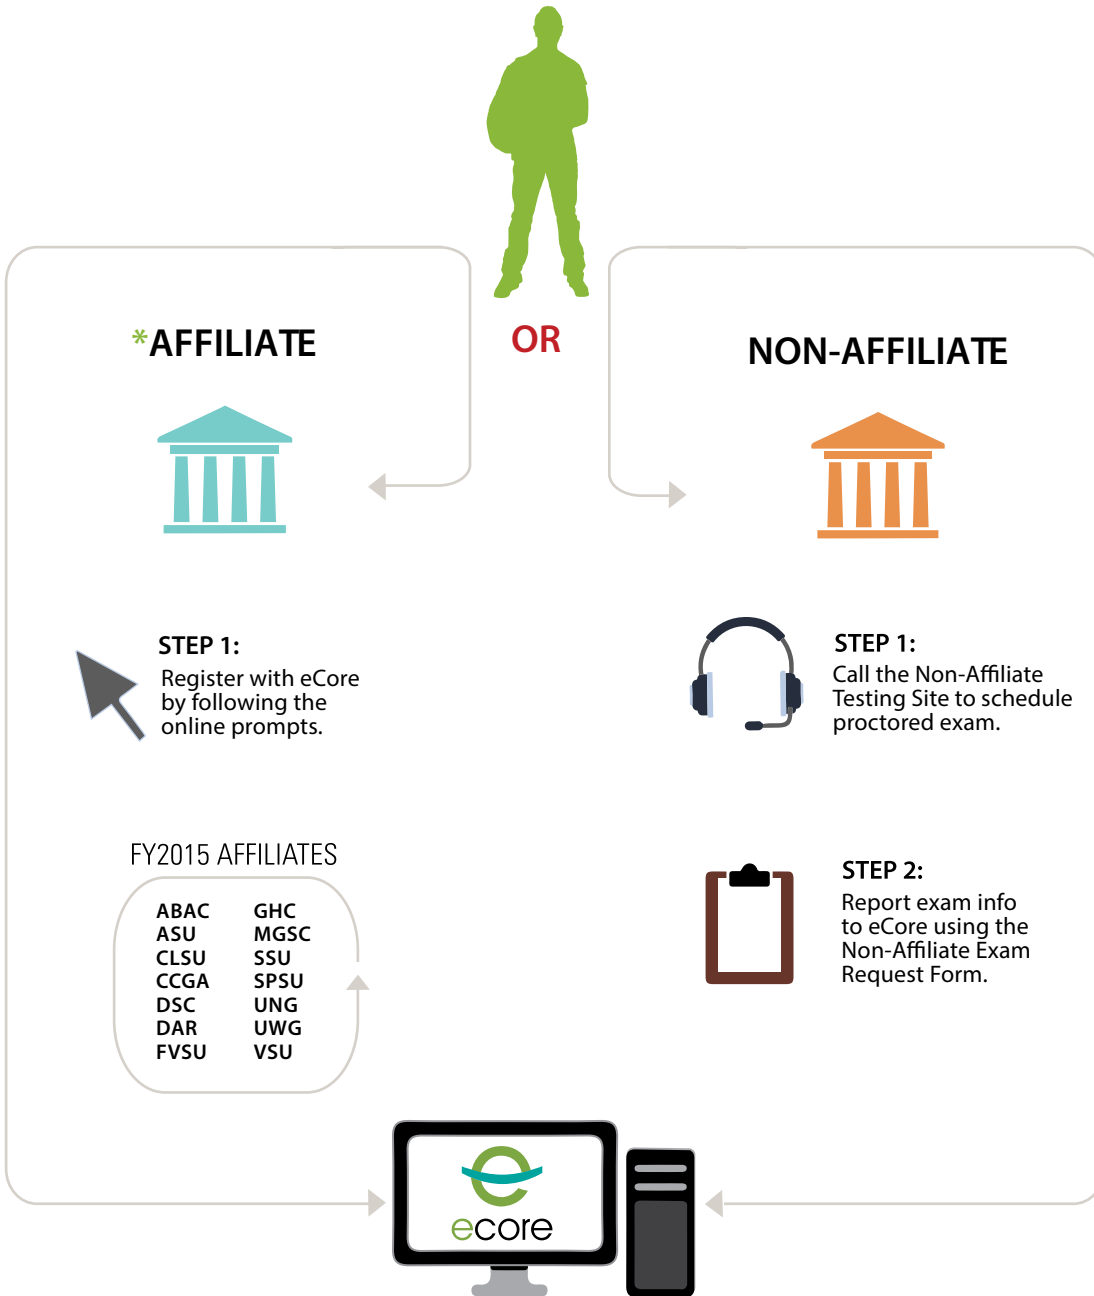 *AFFILIATE
OR
NON-AFFILIATE
STEP 1:
Register with eCore
by following the
online prompts.
STEP 1:
Call the Non-Affiliate
Testing Site to schedule
proctored exam.
FY2015 AFFILIATES
ABAC GHC
ASU MGSC
CLSU SSU
CCGA SPSU
DSC UNG
DAR UWG
FVSU VSU
STEP 2:
Report exam info
to eCore using the
Non-Affiliate Exam
Request Form.
e
ecore